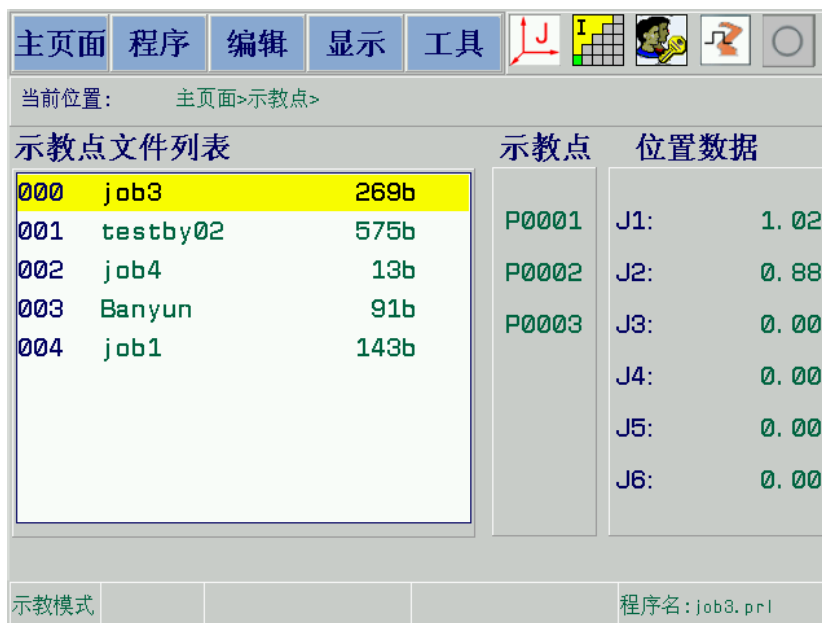 主页面 程序 编辑 显示 工具 J I
当前位置: 主页面>示教点>
示教点文件列表 示教点 位置数据
000 job3 269b
001 testby02 575b
002 job4 13b
003 Banyun 91b
004 job1 143b
P0001
P0002
P0003
J1: 1.02
J2: 0.88
J3: 0.00
J4: 0.00
J5: 0.00
J6: 0.00
示教模式 程序名:job3.prl